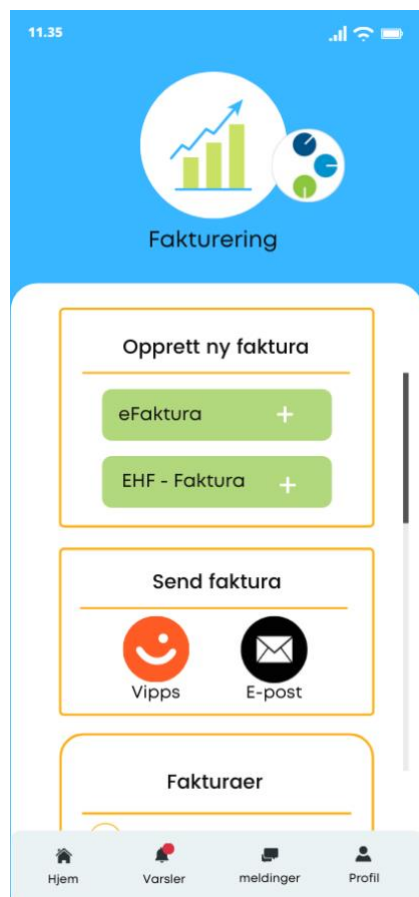 11.35
Fakturering
Opprett ny faktura
eFaktura +
EHF - Faktura +
Send faktura
Vipps E-post
Fakturaer
Hjem Varsler meldinger Profil